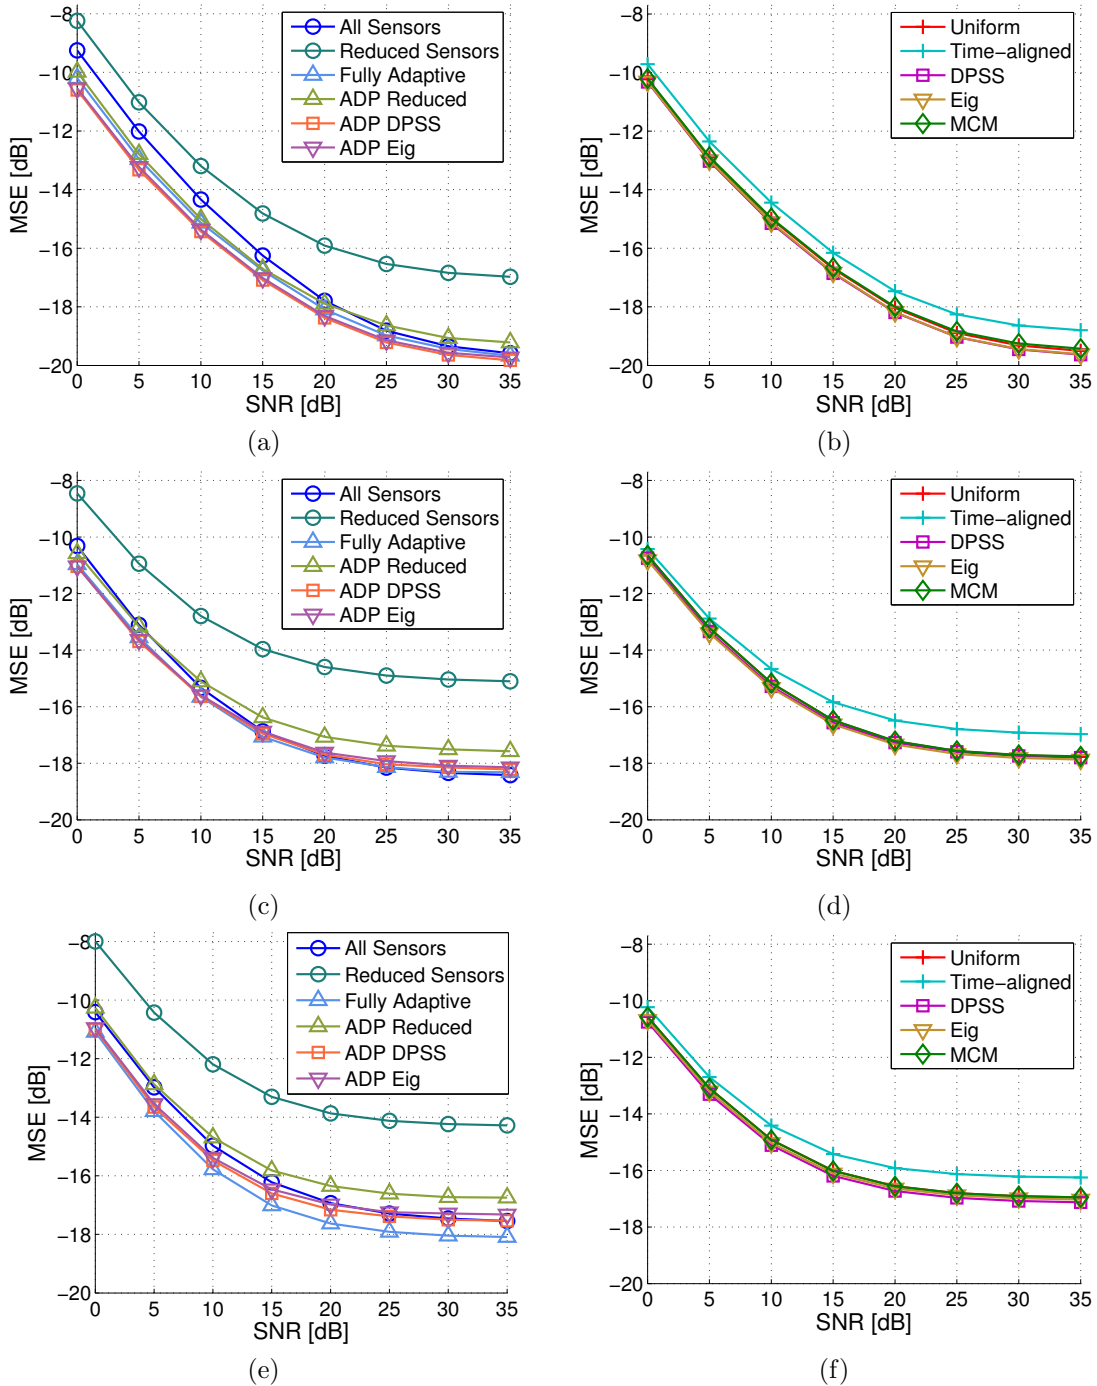 −8
−10
−12
−14
−16
−18
−20
MSE [dB]
0 5 10 15 20 25 30 35
SNR [dB]
All Sensors
Reduced Sensors
Fully Adaptive
ADP Reduced
ADP DPSS
ADP Eig
(a)
−8
−10
−12
−14
−16
−18
−20
MSE [dB]
0 5 10 15 20 25 30 35
SNR [dB]
Uniform
Time−aligned
DPSS
Eig
MCM
(b)
−8
−10
−12
−14
−16
−18
−20
MSE [dB]
0 5 10 15 20 25 30 35
SNR [dB]
All Sensors
Reduced Sensors
Fully Adaptive
ADP Reduced
ADP DPSS
ADP Eig
(c)
−8
−10
−12
−14
−16
−18
−20
MSE [dB]
0 5 10 15 20 25 30 35
SNR [dB]
Uniform
Time−aligned
DPSS
Eig
MCM
(d)
−8
−10
−12
−14
−16
−18
−20
MSE [dB]
0 5 10 15 20 25 30 35
SNR [dB]
All Sensors
Reduced Sensors
Fully Adaptive
ADP Reduced
ADP DPSS
ADP Eig
(e)
−8
−10
−12
−14
−16
−18
−20
MSE [dB]
0 5 10 15 20 25 30 35
SNR [dB]
Uniform
Time−aligned
DPSS
Eig
MCM
(f)